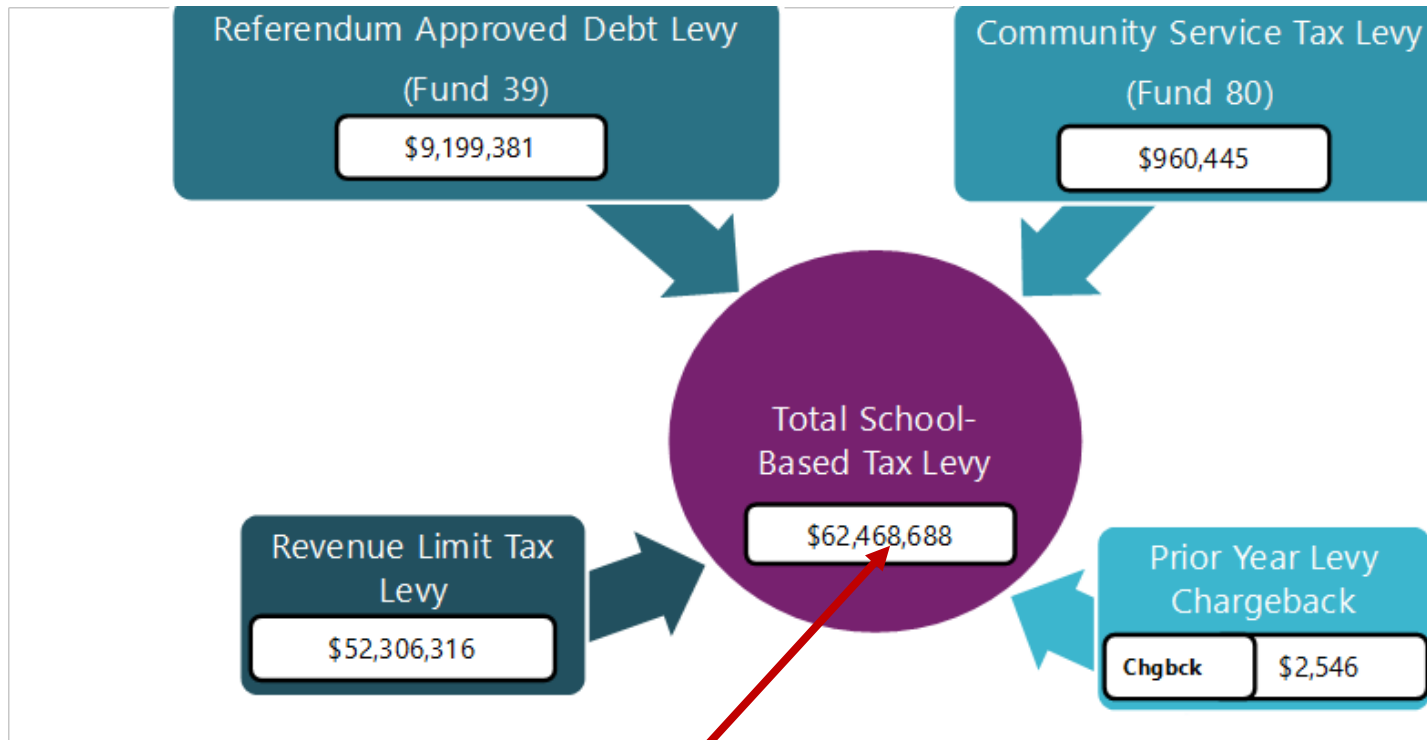 Referendum Approved Debt Levy
(Fund 39)
$9,199,381
Community Service Tax Levy
(Fund 80)
$960,445
Total School-
Based Tax Levy
$62,468,688
Revenue Limit Tax
Levy
$52,306,316
Prior Year Levy
Chargeback
Chgbck $2,546